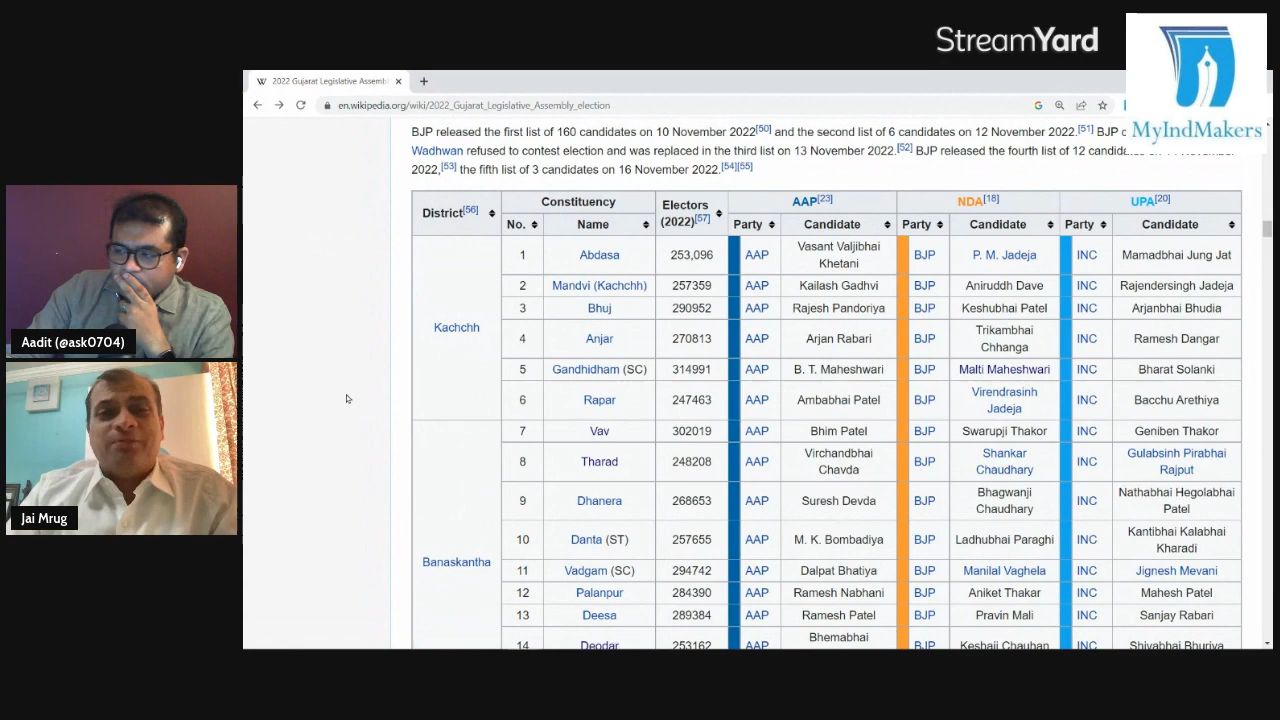 StreamYard
MyIndMakers
2022 Gujarat Legislative Assemb
en.wikipedia.org/wiki/2022_Gujarat_Legislative_Assembly_election
BJP released the first list of 160 candidates on 10 November 2022[50] and the second list of 6 candidates on 12 November 2022.[51] BJP
Wadhwan refused to contest election and was replaced in the third list on 13 November 2022.[52] BJP released the fourth list of 12 November
2022,[53] the fifth list of 3 candidates on 16 November 2022.[54][55]
District[56] Constituency Electors (2022)[57] AAP[23] NDA[18] UPA[20]
No. Name Party Candidate Party Candidate Party Candidate
Kachchh
1 Abdasa 253,096 AAP Vasant Valjibhai Khetani BJP P. M. Jadeja INC Mamadbhai Jung Jat
2 Mandvi (Kachchh) 257359 AAP Kailash Gadhvi BJP Aniruddh Dave INC Rajendersingh Jadeja
3 Bhuj 290952 AAP Rajesh Pandoriya BJP Keshubhai Patel INC Arjanbhai Bhudia
4 Anjar 270813 AAP Arjan Rabari BJP Trikambhai Chhanga INC Ramesh Dangar
5 Gandhidham (SC) 314991 AAP B. T. Maheshwari BJP Malti Maheshwari INC Bharat Solanki
6 Rapar 247463 AAP Ambabhai Patel BJP Virendrasinh Jadeja INC Bacchu Arethiya
Banaskantha
7 Vav 302019 AAP Bhim Patel BJP Swarupji Thakor INC Geniben Thakor
8 Tharad 248208 AAP Virchandbhai Chavda BJP Shankar Chaudhary INC Gulabsinh Pirabhai Rajput
9 Dhanera 268653 AAP Suresh Devda BJP Bhagwanji Chaudhary INC Nathabhai Hegolabhai Patel
10 Danta (ST) 257655 AAP M. K. Bombadiya BJP Ladhubhai Paraghi INC Kantibhai Kalabhai Kharadi
11 Vadgam (SC) 294742 AAP Dalpat Bhatiya BJP Manilal Vaghela INC Jignesh Mevani
12 Palanpur 284390 AAP Ramesh Nabhani BJP Aniket Thakar INC Mahesh Patel
13 Deesa 289384 AAP Ramesh Patel BJP Pravin Mali INC Sanjay Rabari
14 Deodar 253162 AAP Bhemabhai BJP Keshaji Chauhan INC Shivabhai Bhuriya
Aadit (@ask0704)
Jai Mrug